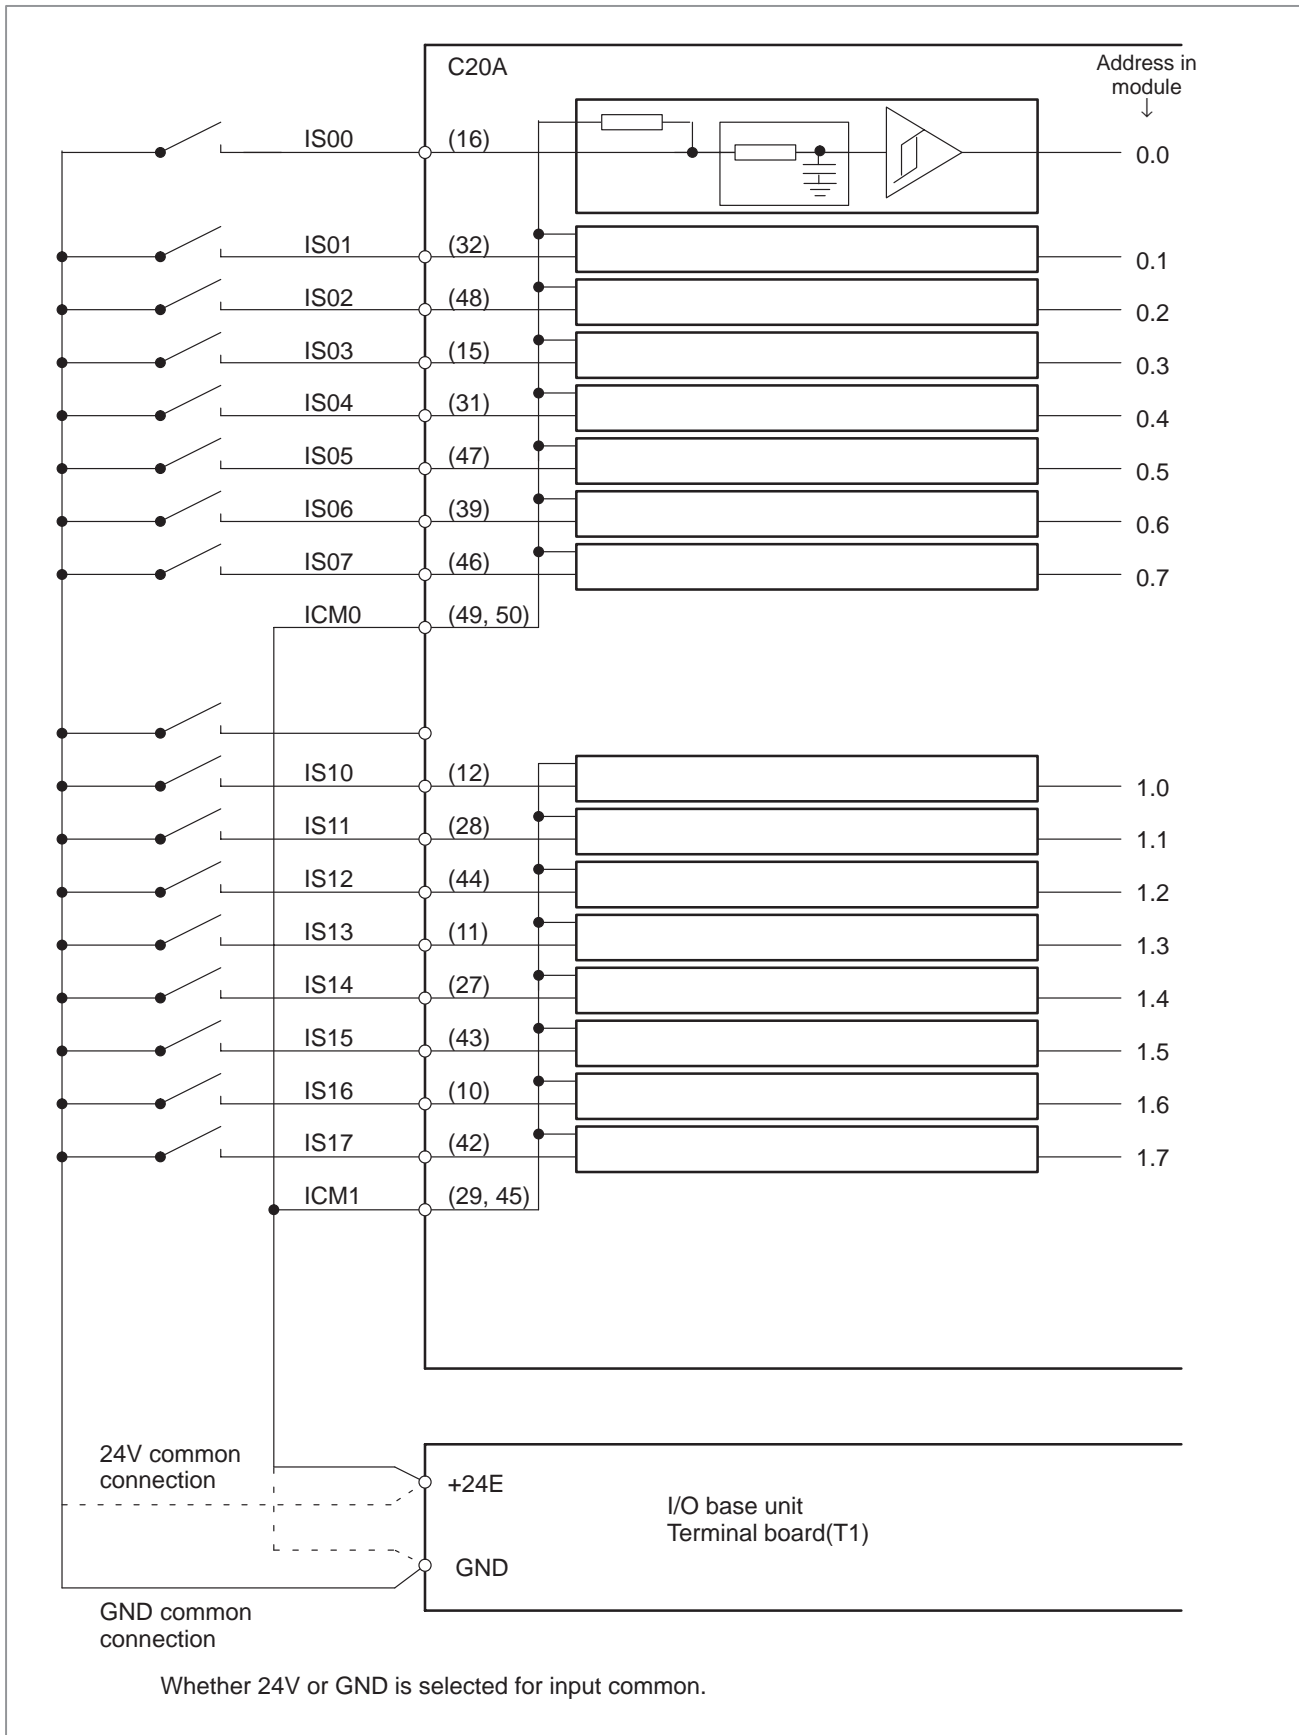 C20A
Address in
module
↓
IS00 (16) 0.0
IS01 (32) 0.1
IS02 (48) 0.2
IS03 (15) 0.3
IS04 (31) 0.4
IS05 (47) 0.5
IS06 (39) 0.6
IS07 (46) 0.7
ICM0 (49, 50)
IS10 (12) 1.0
IS11 (28) 1.1
IS12 (44) 1.2
IS13 (11) 1.3
IS14 (27) 1.4
IS15 (43) 1.5
IS16 (10) 1.6
IS17 (42) 1.7
ICM1 (29, 45)
24V common
connection
+24E
I/O base unit
Terminal board(T1)
GND
GND common
connection
Whether 24V or GND is selected for input common.